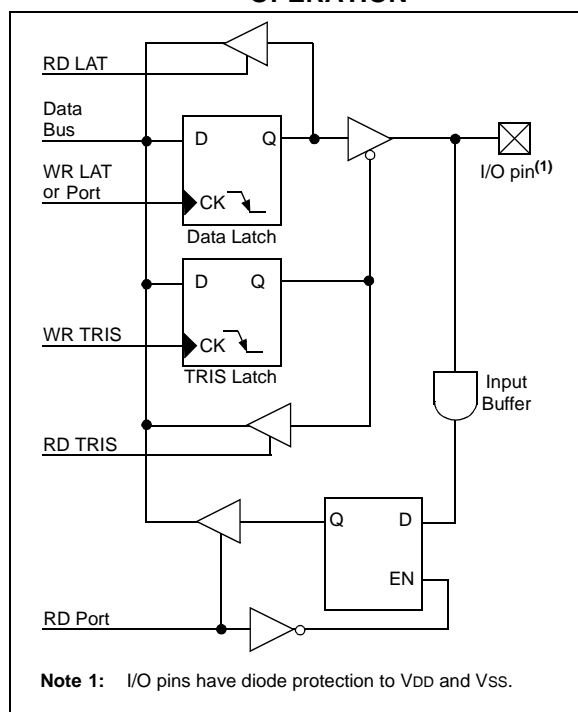 OPERATION
RD LAT
Data
Bus
D Q
WR LAT
or Port
CK
Data Latch
I/O pin(1)
D Q
WR TRIS
CK
TRIS Latch
Input
Buffer
RD TRIS
Q D
EN
RD Port
Note 1: I/O pins have diode protection to VDD and VSS.